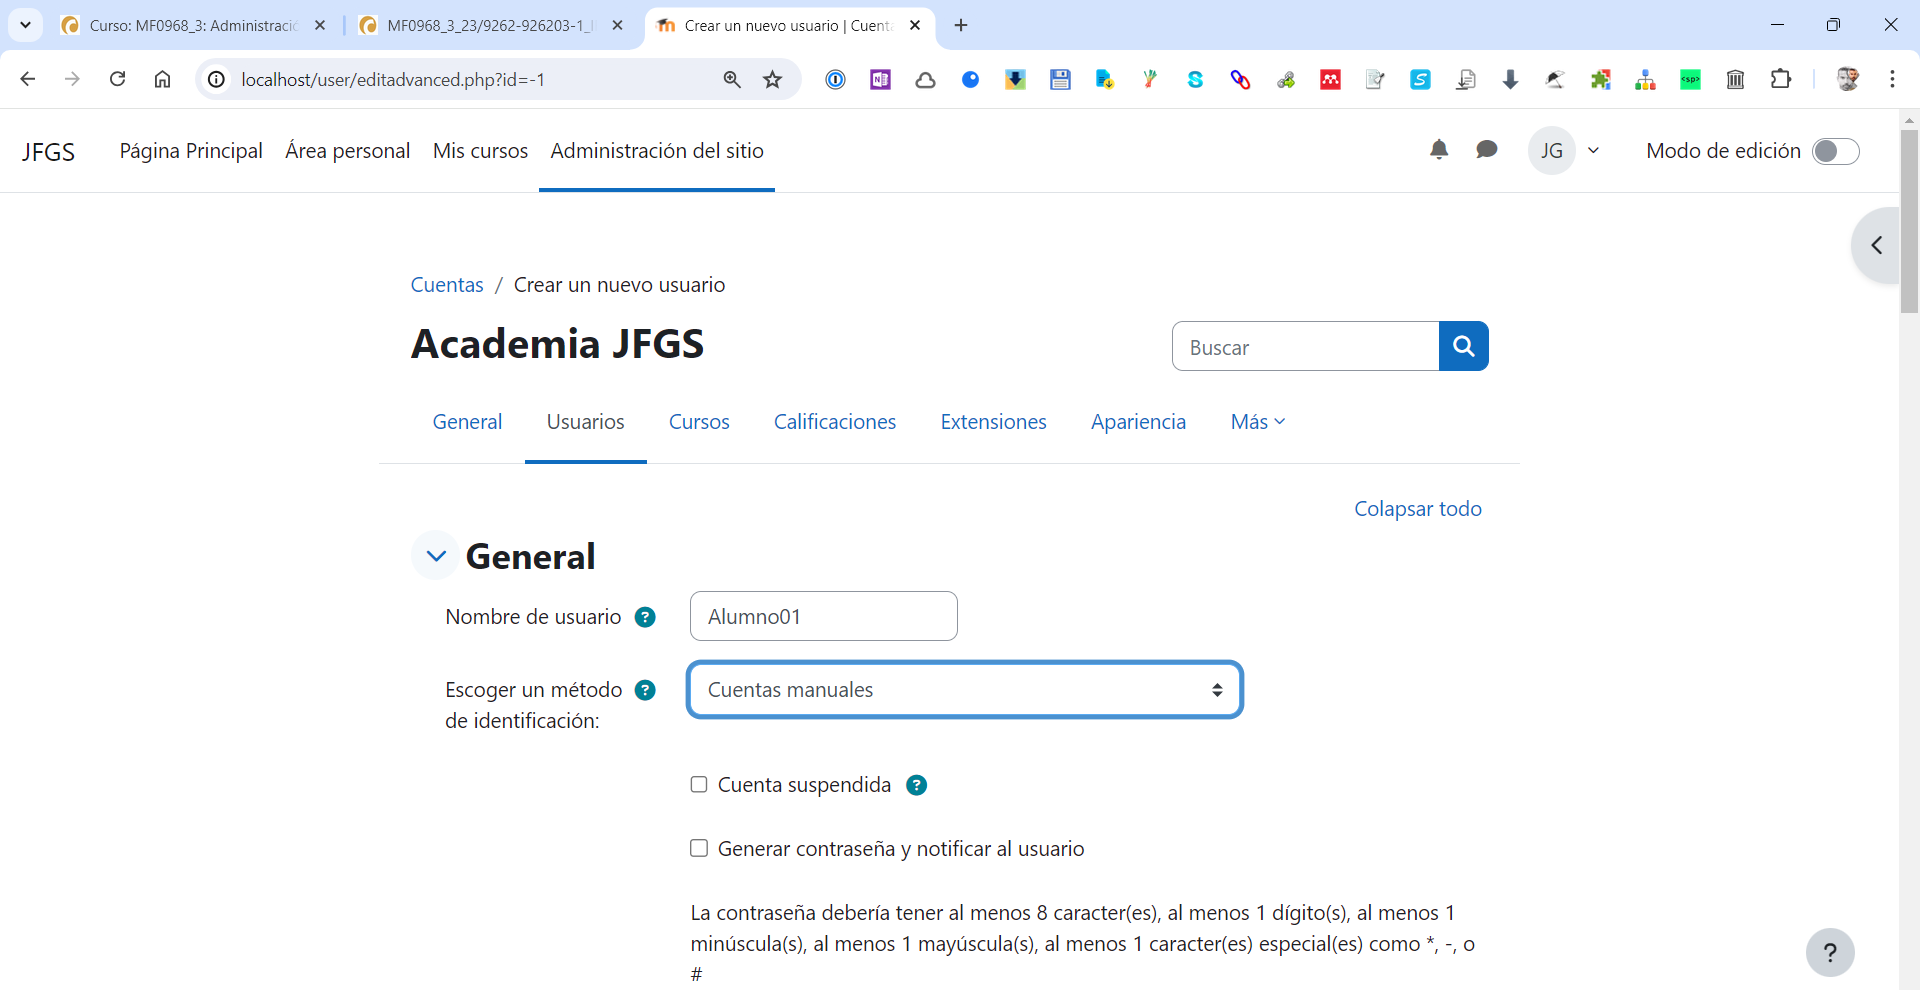 Curso: MF0968_3: Administraci
MF0968_3_23/9262-926203-1_
Crear un nuevo usuario | Cuent
localhost/user/editadvanced.php?id=-1
JFGS
Página Principal
Área personal
Mis cursos
Administración del sitio
JG
Modo de edición
Cuentas / Crear un nuevo usuario
Academia JFGS
Buscar
General
Usuarios
Cursos
Calificaciones
Extensiones
Apariencia
Más
Colapsar todo
General
Nombre de usuario ?
Alumno01
Escoger un método ?
de identificación:
Cuentas manuales
Cuenta suspendida ?
Generar contraseña y notificar al usuario
La contraseña debería tener al menos 8 caracter(es), al menos 1 dígito(s), al menos 1
minúscula(s), al menos 1 mayúscula(s), al menos 1 caracter(es) especial(es) como *, -, o
#
?